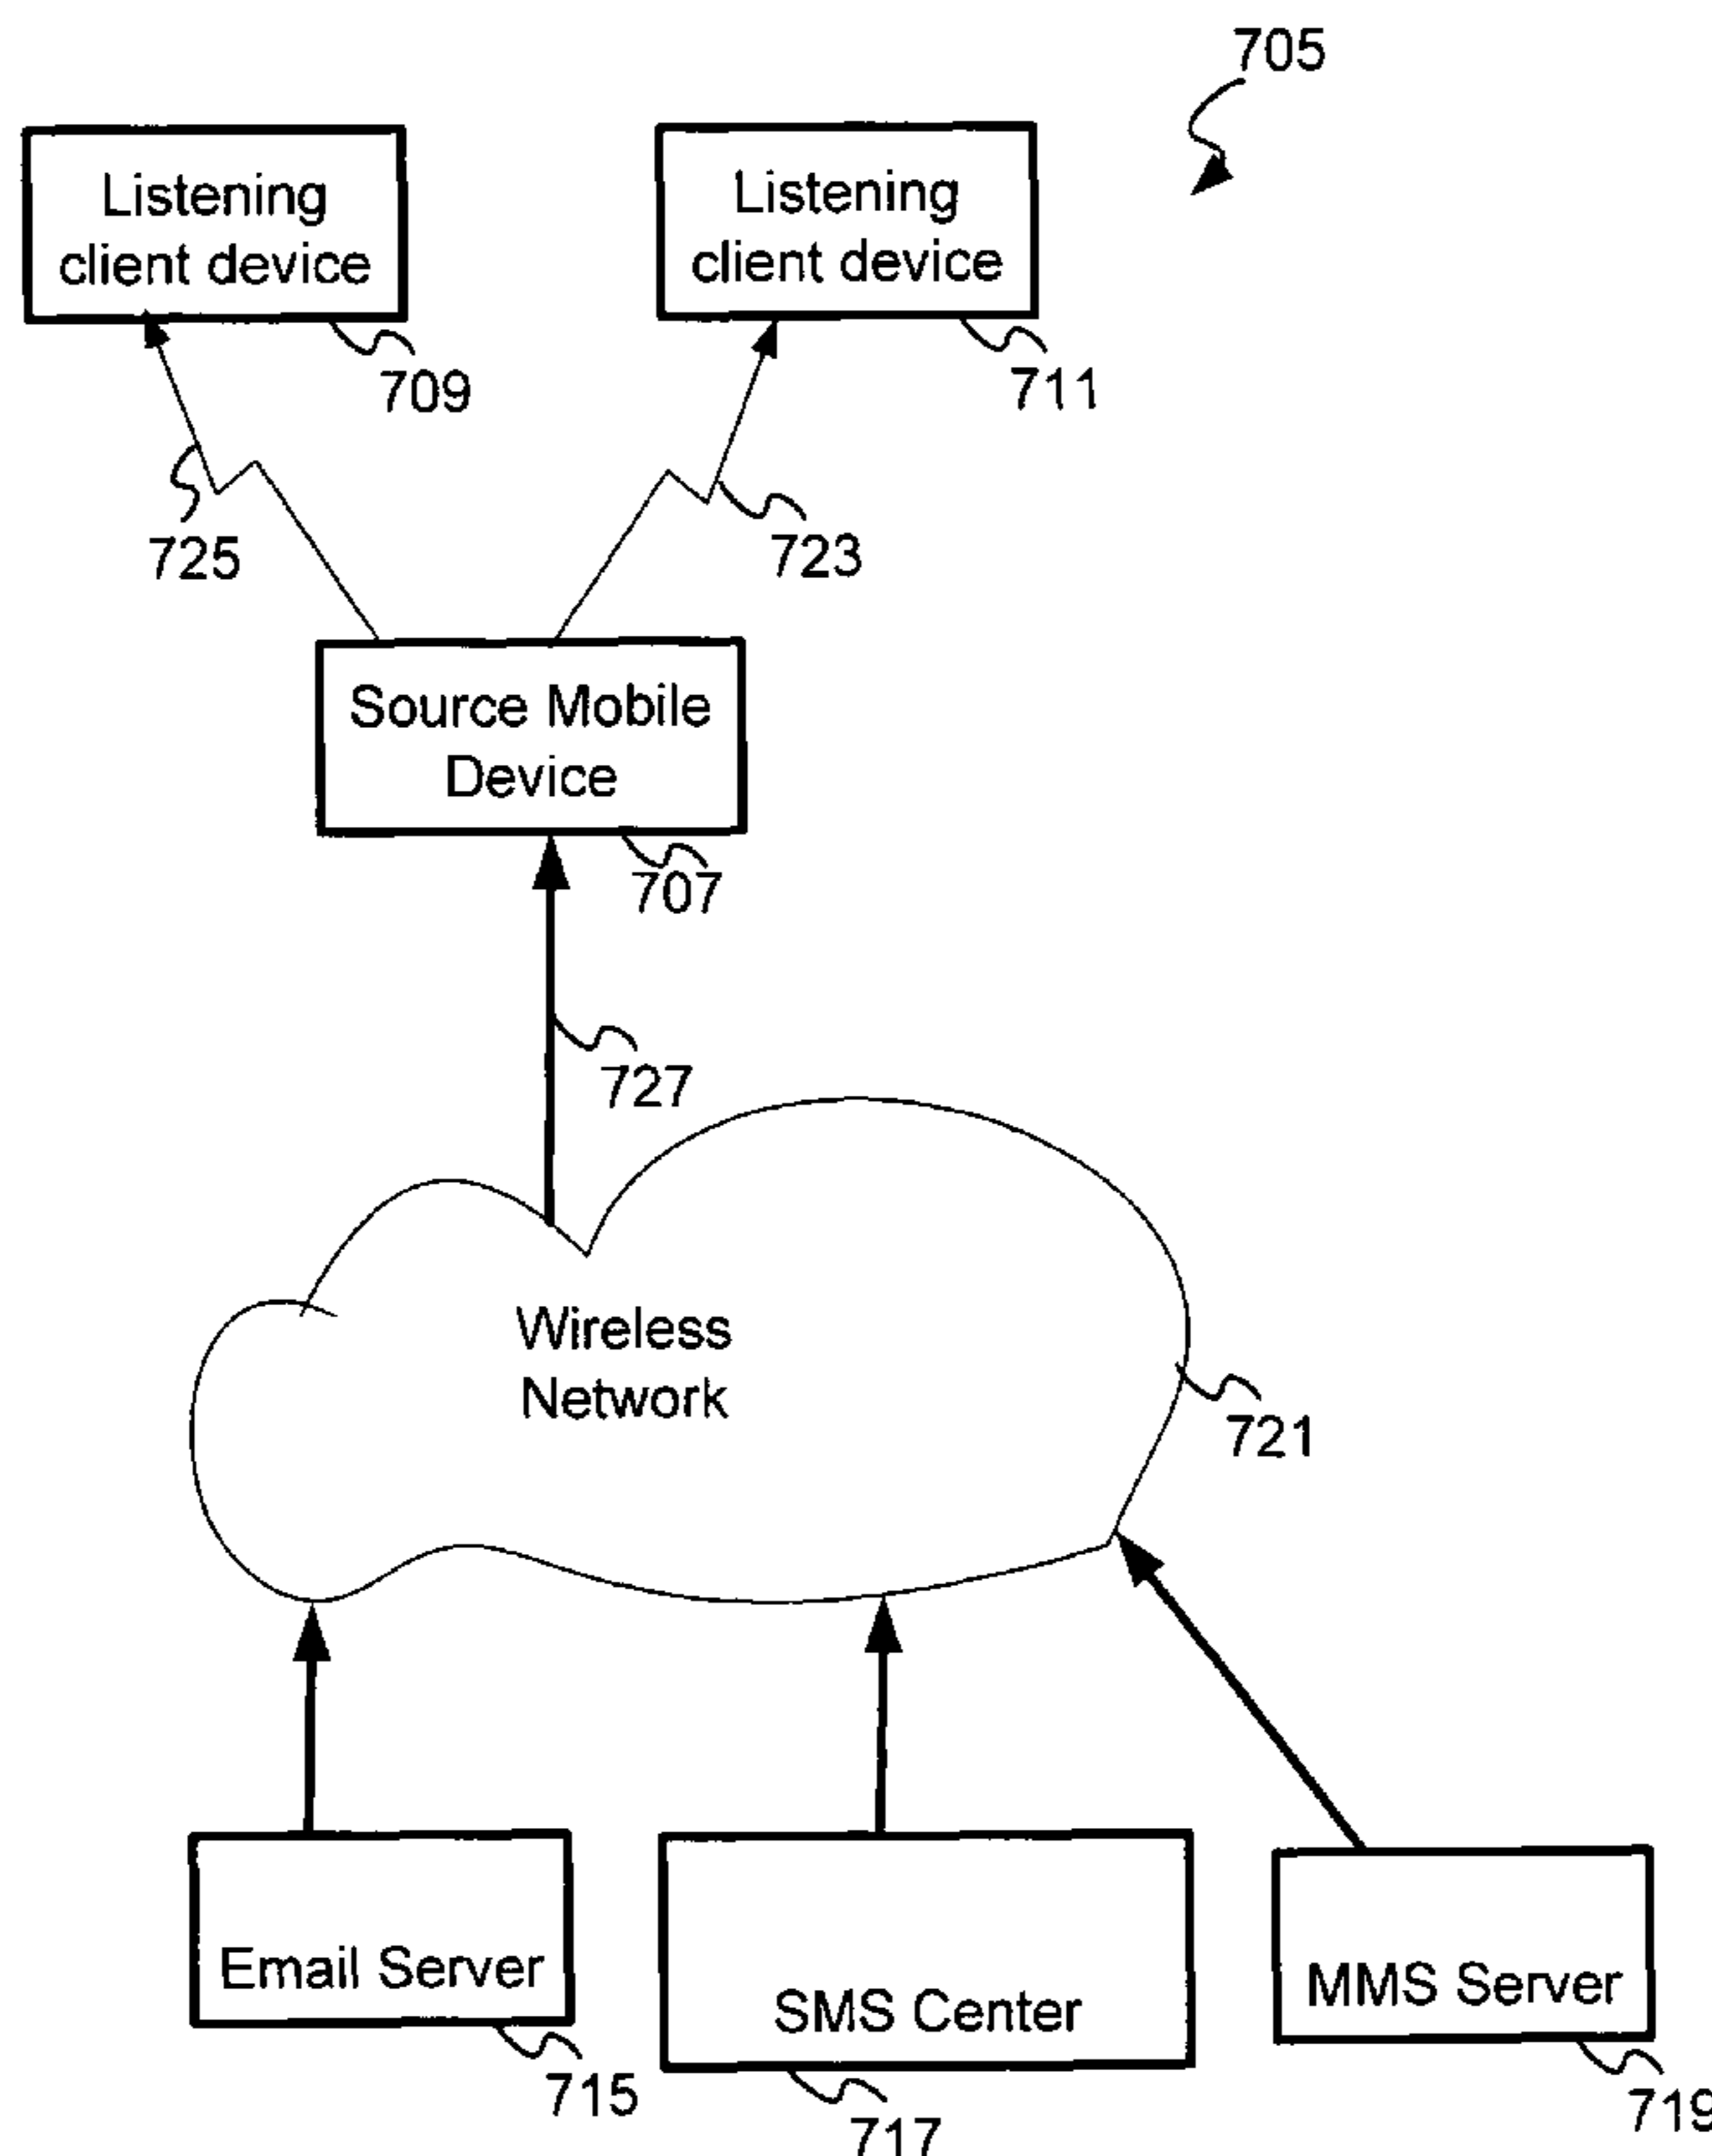 705
Listening
client device
Listening
client device
709
711
725
723
Source Mobile
Device
707
727
Wireless
Network
721
Email Server
SMS Center
MMS Server
715
717
719